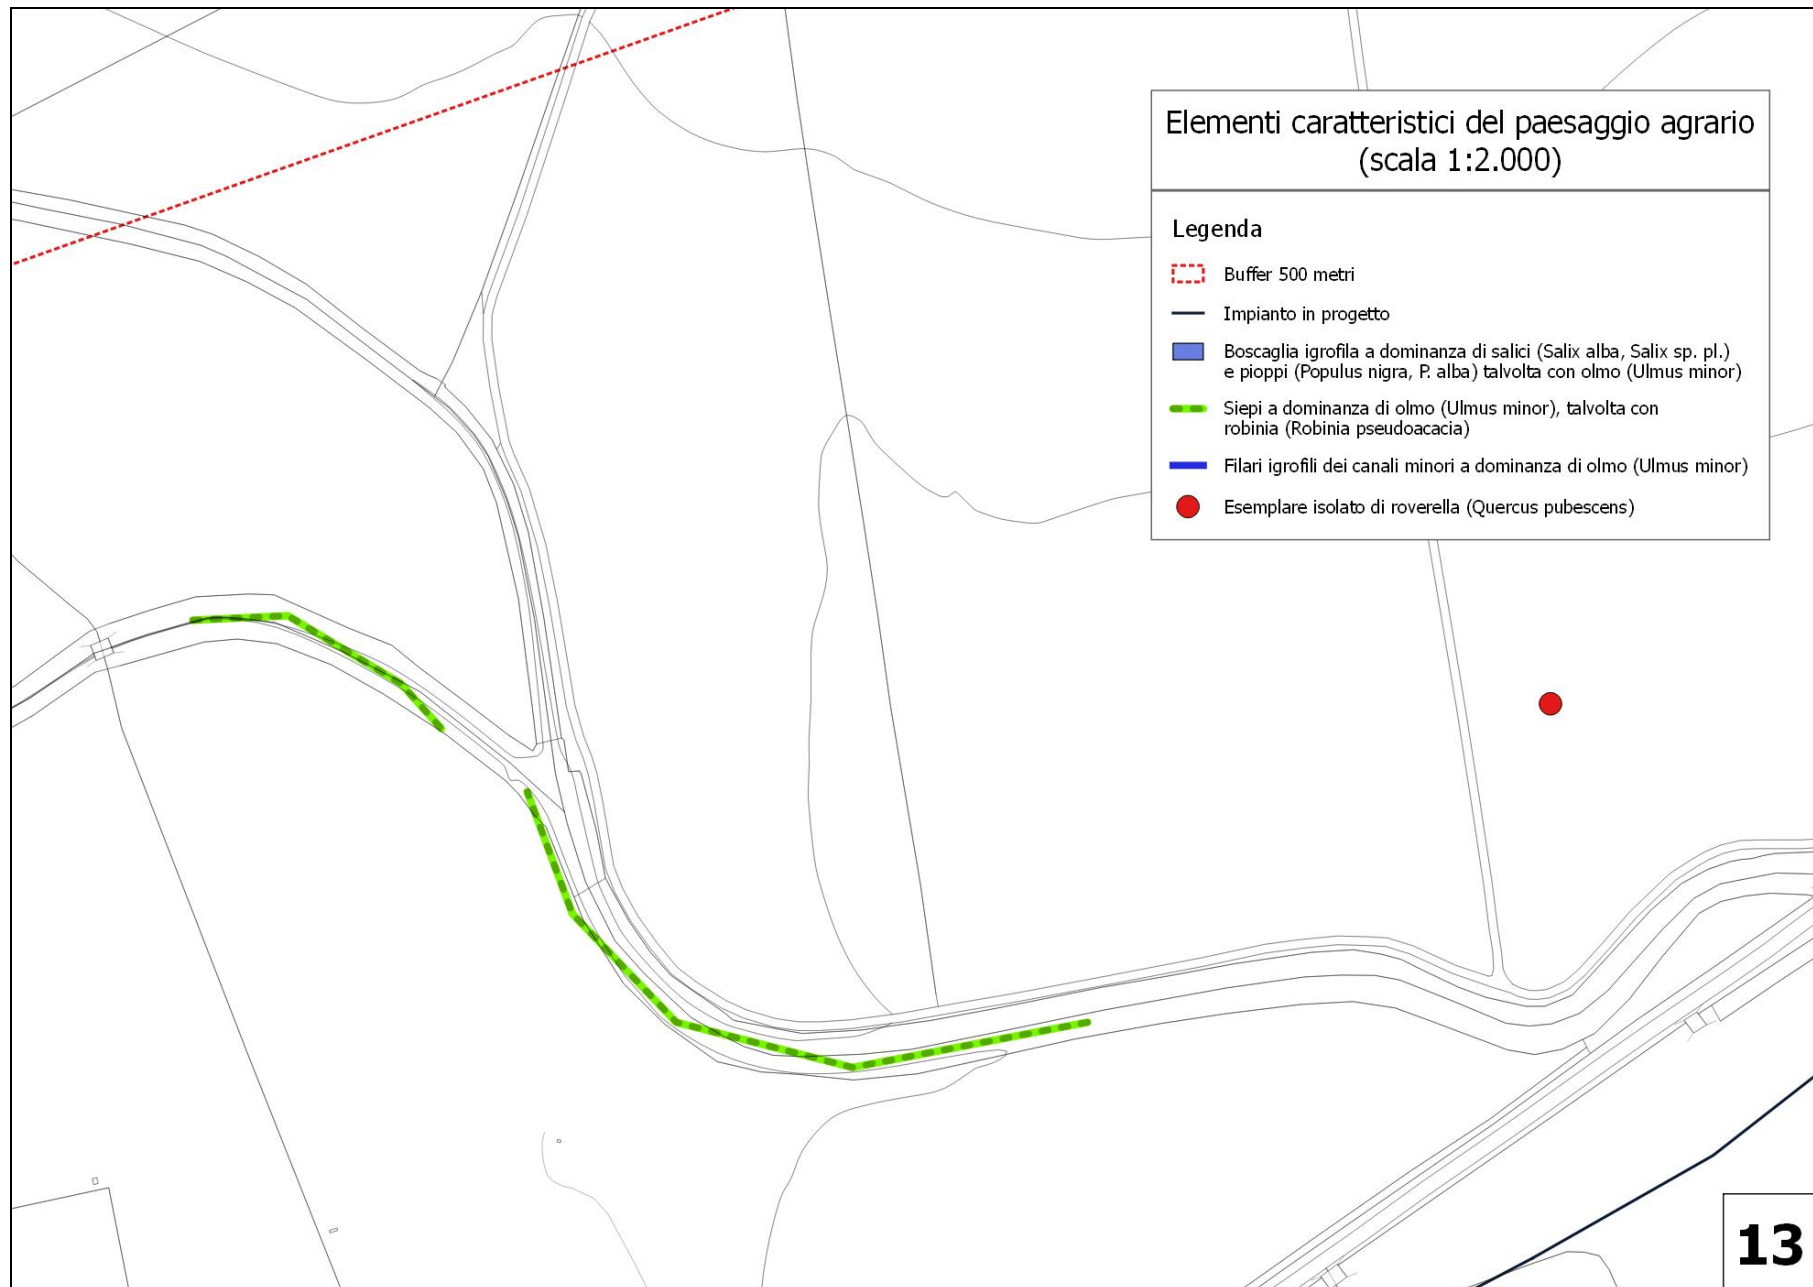 Elementi caratteristici del paesaggio agrario
(scala 1:2.000)
Legenda
Buffer 500 metri
Impianto in progetto
Boscaglia igrofila a dominanza di salici (Salix alba, Salix sp. pl.)
e pioppi (Populus nigra, P. alba) talvolta con olmo (Ulmus minor)
Siepi a dominanza di olmo (Ulmus minor), talvolta con
robinia (Robinia pseudoacacia)
Filari igrofili dei canali minori a dominanza di olmo (Ulmus minor)
Esemplare isolato di roverella (Quercus pubescens)
13